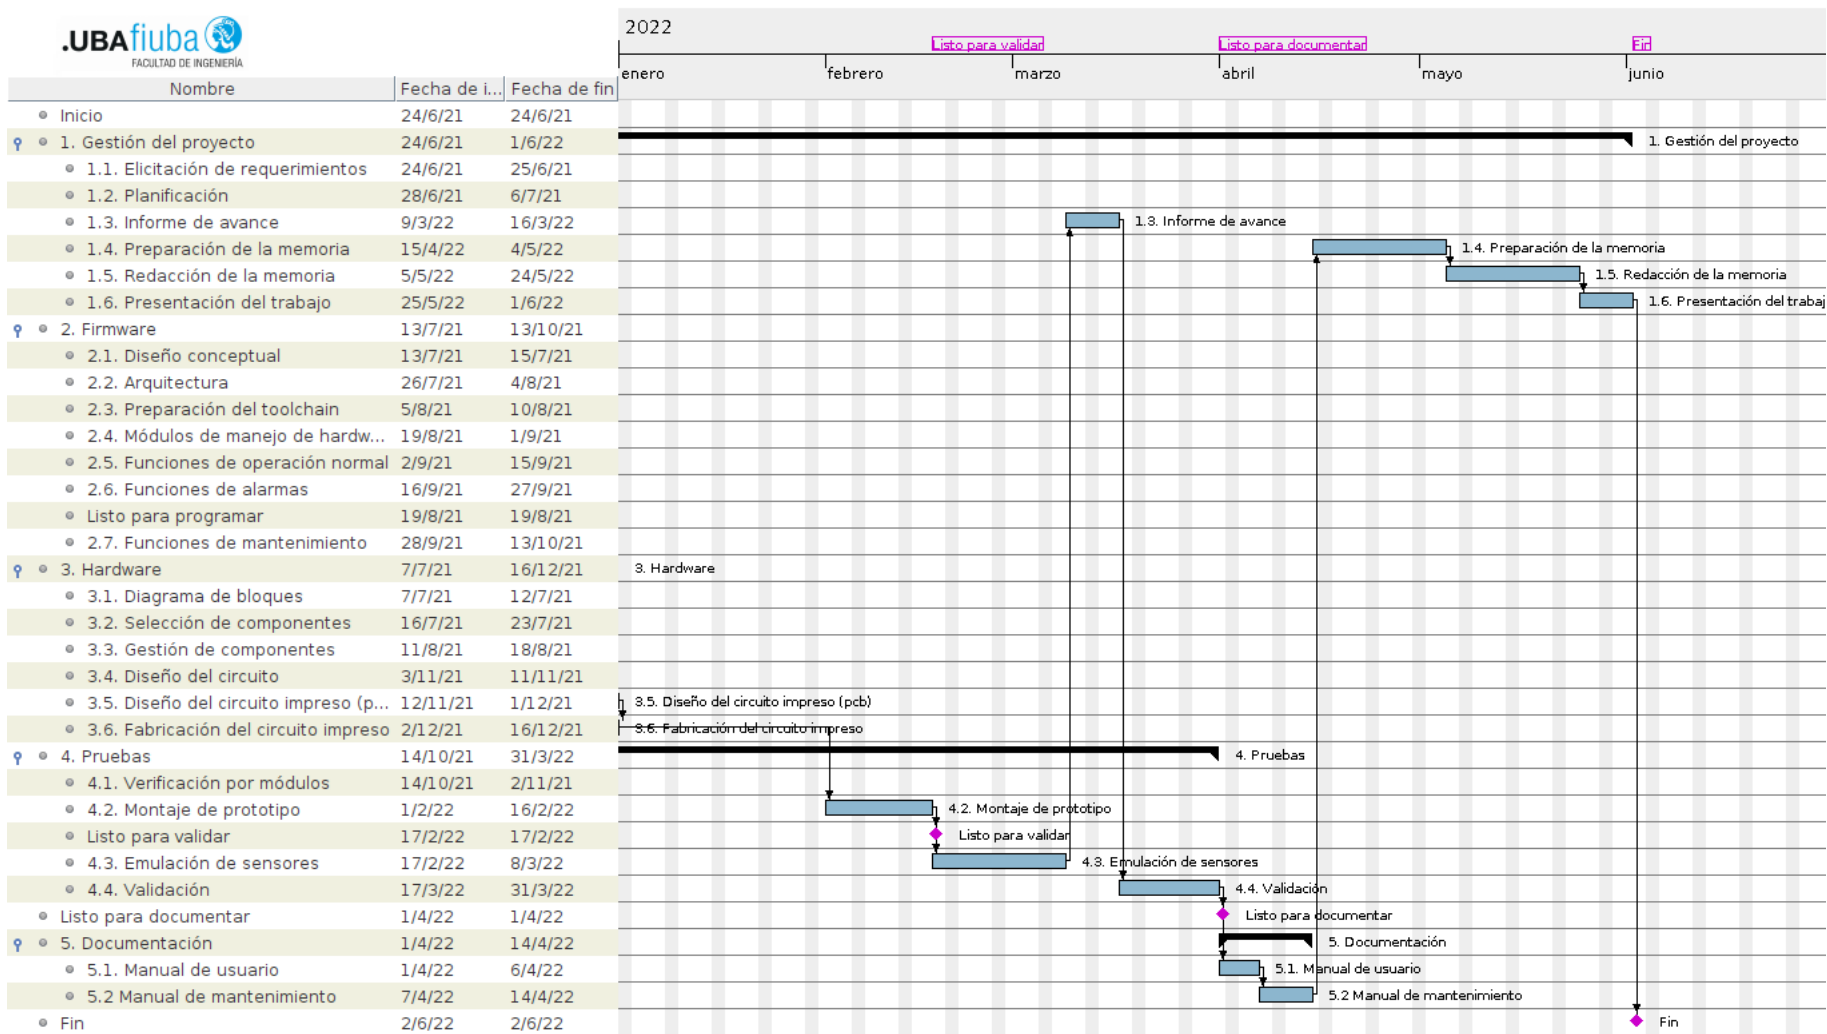 .UBAfiuba
FACULTAD DE INGENIERÍA
2022
Listo para validar Listo para documentar Fin
enero febrero marzo abril mayo junio
Nombre Fecha de i... Fecha de fin
Inicio 24/6/21 24/6/21
1. Gestión del proyecto 24/6/21 1/6/22 1. Gestión del proyecto
1.1. Elicitación de requerimientos 24/6/21 25/6/21
1.2. Planificación 28/6/21 6/7/21
1.3. Informe de avance 9/3/22 16/3/22 1.3. Informe de avance
1.4. Preparación de la memoria 15/4/22 4/5/22 1.4. Preparación de la memoria
1.5. Redacción de la memoria 5/5/22 24/5/22 1.5. Redacción de la memoria
1.6. Presentación del trabajo 25/5/22 1/6/22 1.6. Presentación del trabaj
2. Firmware 13/7/21 13/10/21
2.1. Diseño conceptual 13/7/21 15/7/21
2.2. Arquitectura 26/7/21 4/8/21
2.3. Preparación del toolchain 5/8/21 10/8/21
2.4. Módulos de manejo de hardw... 19/8/21 1/9/21
2.5. Funciones de operación normal 2/9/21 15/9/21
2.6. Funciones de alarmas 16/9/21 27/9/21
Listo para programar 19/8/21 19/8/21
2.7. Funciones de mantenimiento 28/9/21 13/10/21
3. Hardware 7/7/21 16/12/21 3. Hardware
3.1. Diagrama de bloques 7/7/21 12/7/21
3.2. Selección de componentes 16/7/21 23/7/21
3.3. Gestión de componentes 11/8/21 18/8/21
3.4. Diseño del circuito 3/11/21 11/11/21
3.5. Diseño del circuito impreso (p... 12/11/21 1/12/21 3.5. Diseño del circuito impreso (pcb)
3.6. Fabricación del circuito impreso 2/12/21 16/12/21 3.6. Fabricación del circuito impreso
4. Pruebas 14/10/21 31/3/22 4. Pruebas
4.1. Verificación por módulos 14/10/21 2/11/21
4.2. Montaje de prototipo 1/2/22 16/2/22 4.2. Montaje de prototipo
Listo para validar 17/2/22 17/2/22 Listo para validar
4.3. Emulación de sensores 17/2/22 8/3/22 4.3. Emulación de sensores
4.4. Validación 17/3/22 31/3/22 4.4. Validación
Listo para documentar 1/4/22 1/4/22 Listo para documentar
5. Documentación 1/4/22 14/4/22 5. Documentación
5.1. Manual de usuario 1/4/22 6/4/22 5.1. Manual de usuario
5.2 Manual de mantenimiento 7/4/22 14/4/22 5.2 Manual de mantenimiento
Fin 2/6/22 2/6/22 Fin